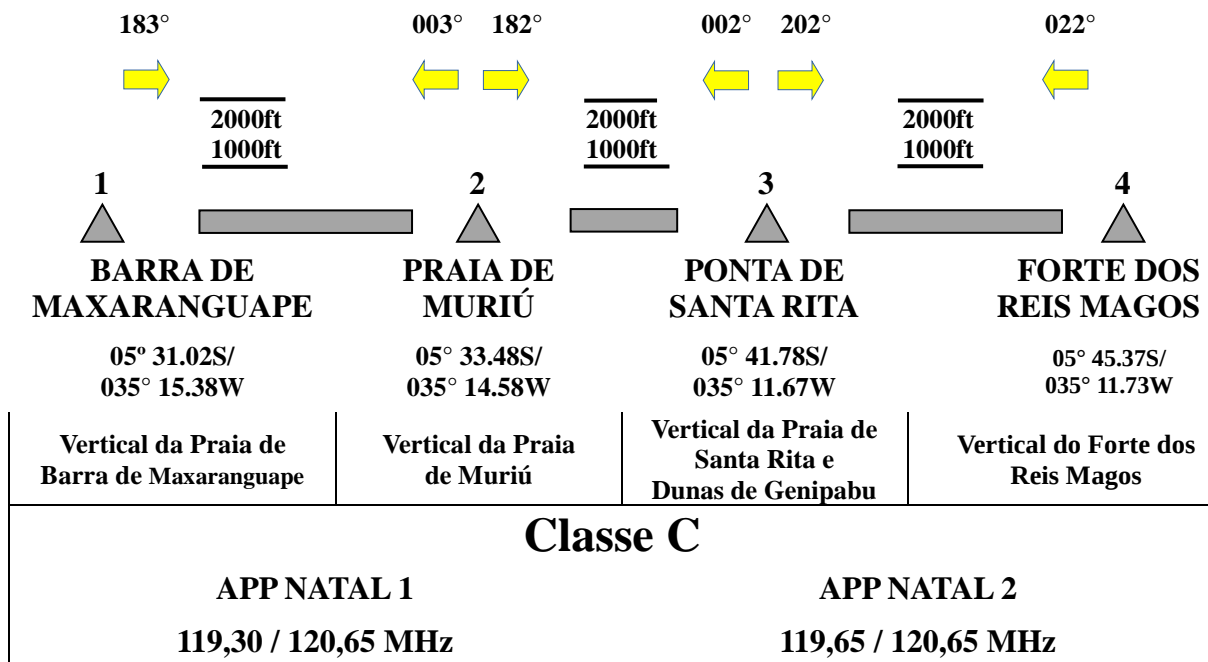 183° 003° 182° 002° 202° 022°
2000ft 2000ft 2000ft
1000ft 1000ft 1000ft
1 2 3 4
BARRA DE PRAIA DE PONTA DE FORTE DOS
MAXARANGUAPE MURIÚ SANTA RITA REIS MAGOS
05º 31.02S/ 05° 33.48S/ 05° 41.78S/ 05° 45.37S/
035° 15.38W 035° 14.58W 035° 11.67W 035° 11.73W
Vertical da Praia de
Barra de Maxaranguape
Vertical da Praia
de Muriú
Vertical da Praia de
Santa Rita e
Dunas de Genipabu
Vertical do Forte dos
Reis Magos
Classe C
APP NATAL 1 APP NATAL 2
119,30 / 120,65 MHz 119,65 / 120,65 MHz